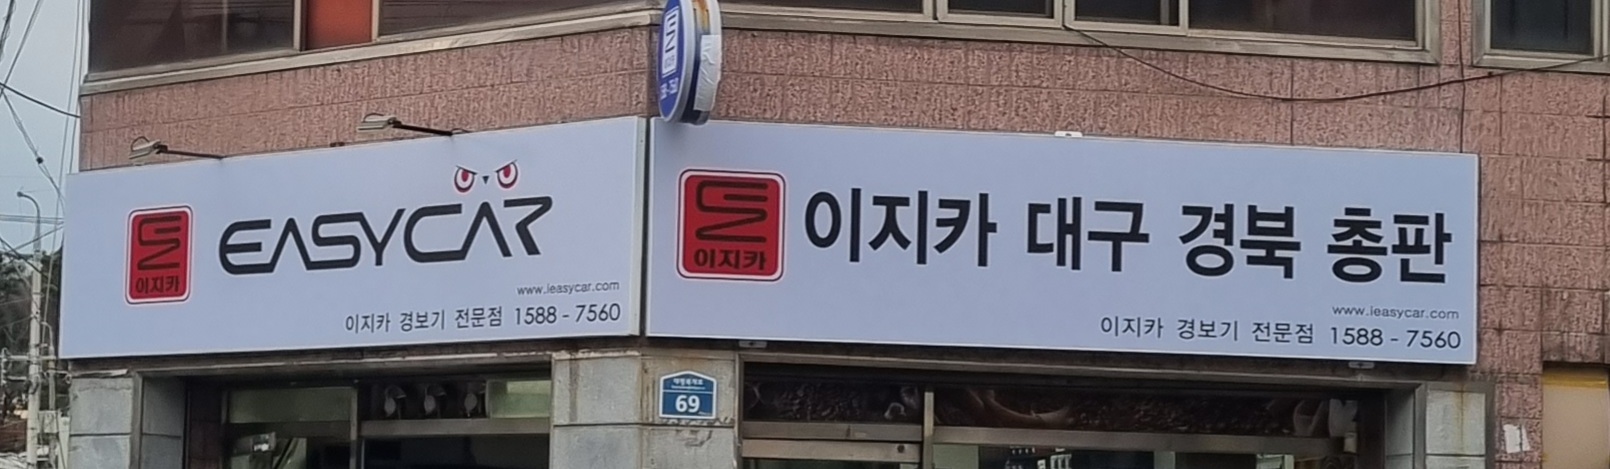 이지카
EASYCAR
www.ieasycar.com
이지카 경보기 전문점 1588-7560
이지카
이지카 대구 경북 총판
www.ieasycar.com
이지카 경보기 전문점 1588-7560
69